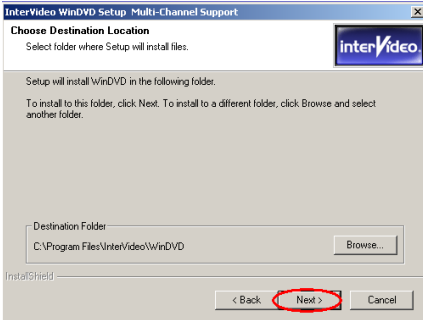 InterVideo WinDVD Setup  Multi-Channel Support
Choose Destination Location
Select folder where Setup will install files.
interVideo.
Setup will install WinDVD in the following folder.
To install to this folder, click Next. To install to a different folder, click Browse and select
another folder.
Destination Folder
C:\Program Files\InterVideo\WinDVD
Browse...
InstallShield
< Back
Next >
Cancel